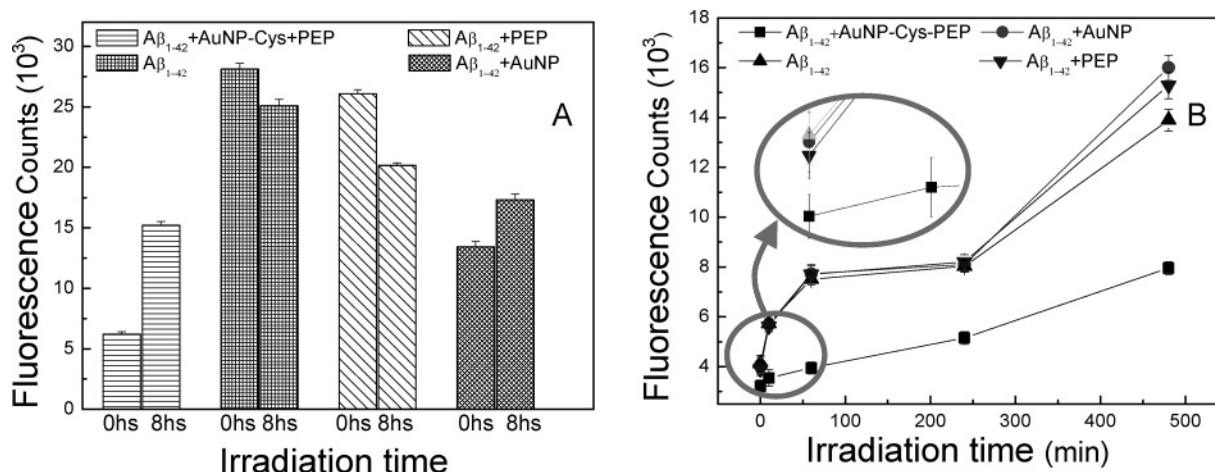 Aβ1-42+AuNP-Cys+PEP
Aβ1-42
Aβ1-42+PEP
Aβ1-42+AuNP
A
Fluorescence Counts (10³)
30
25
20
15
10
5
0
0hs 8hs 0hs 8hs 0hs 8hs 0hs 8hs
Irradiation time
Aβ1-42+AuNP-Cys-PEP
Aβ1-42+AuNP
Aβ1-42
Aβ1-42+PEP
B
Fluorescence Counts (10³)
18
16
14
12
10
8
6
4
0 100 200 300 400 500
Irradiation time (min)